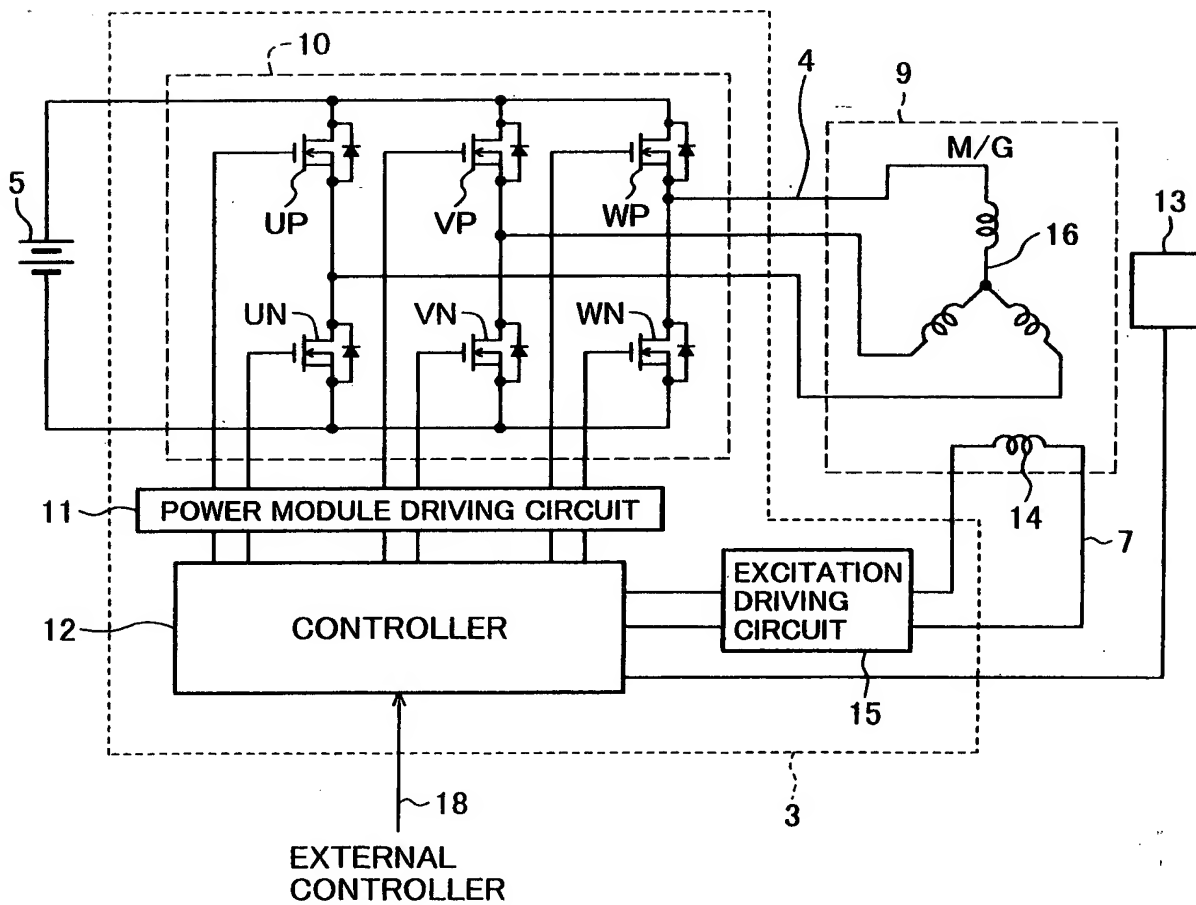 10
4
9
M/G
5
UP
VP
WP
16
13
UN
VN
WN
11
POWER MODULE DRIVING CIRCUIT
14
7
12
CONTROLLER
EXCITATION
DRIVING
CIRCUIT
15
18
3
EXTERNAL
CONTROLLER